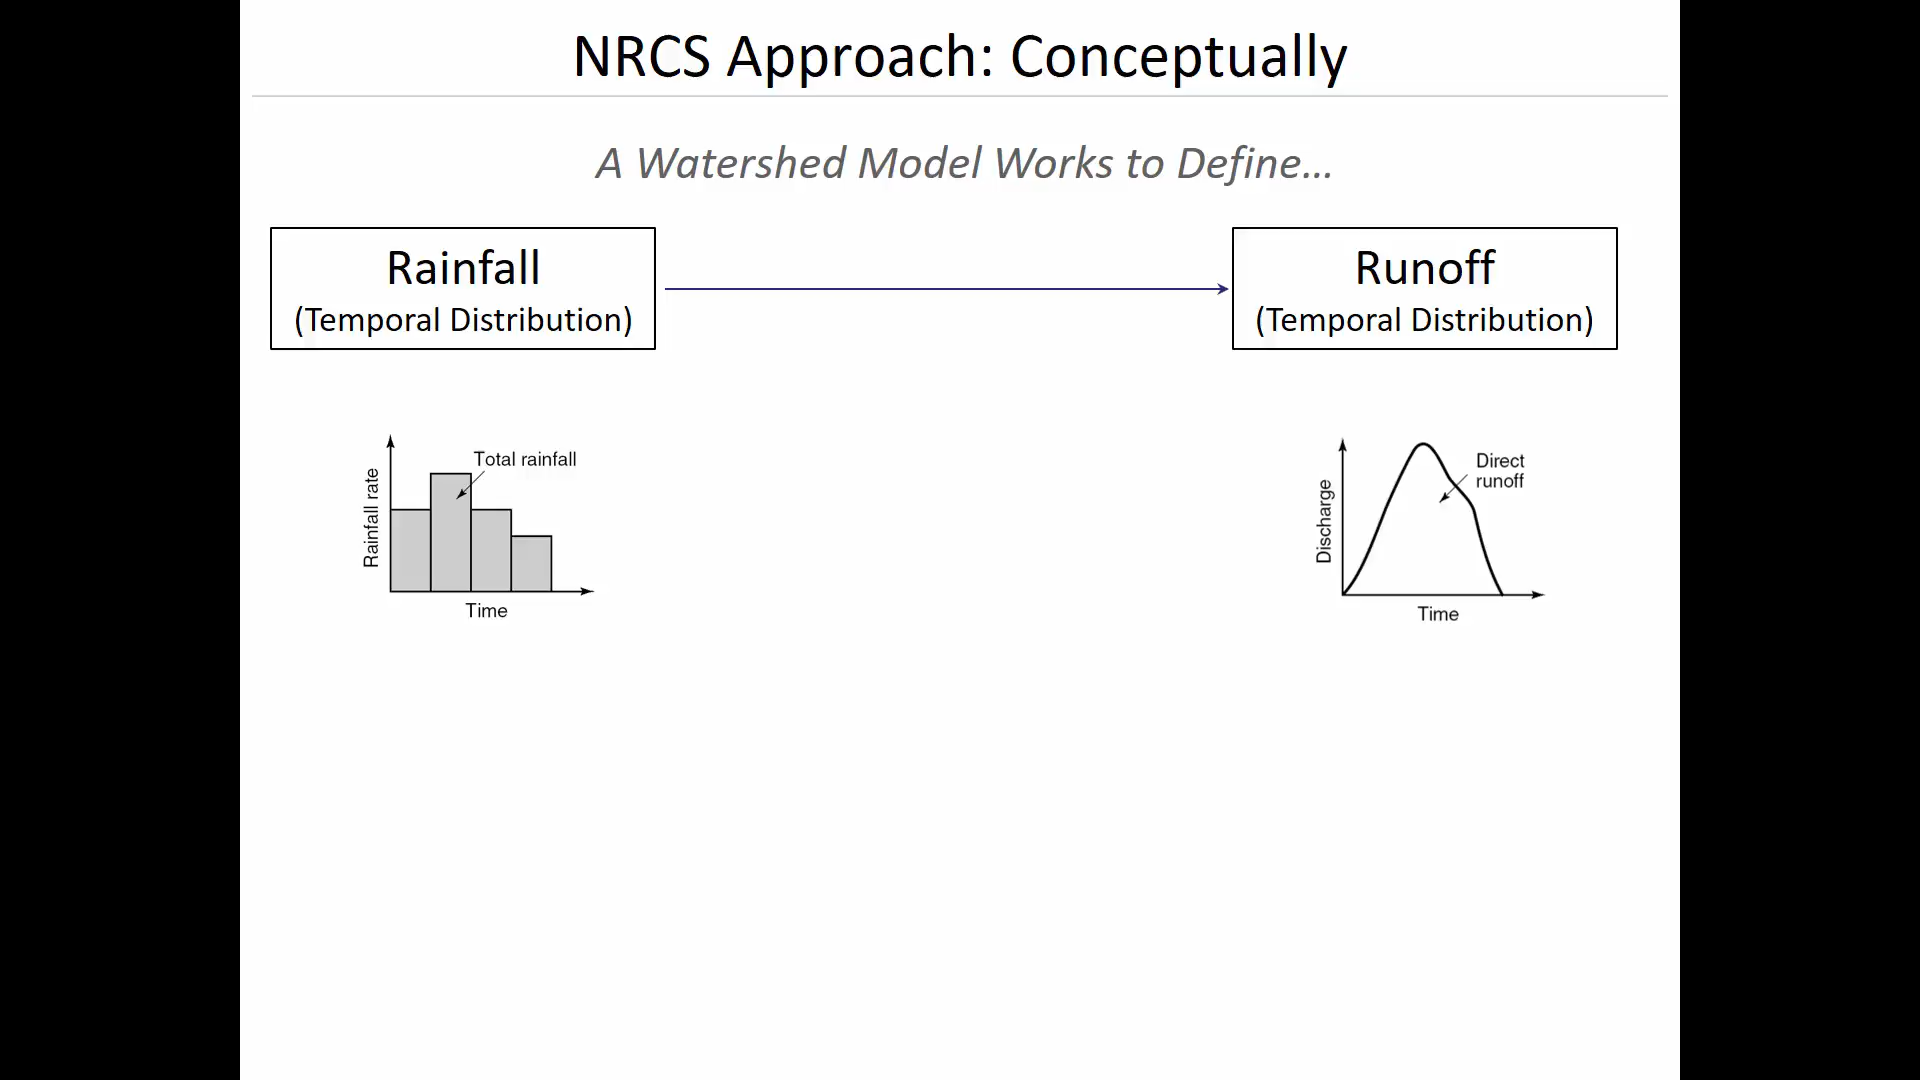 NRCS Approach: Conceptually
A Watershed Model Works to Define...
Rainfall
(Temporal Distribution)
Runoff
(Temporal Distribution)
Rainfall rate
Total rainfall
Time
Discharge
Direct
runoff
Time